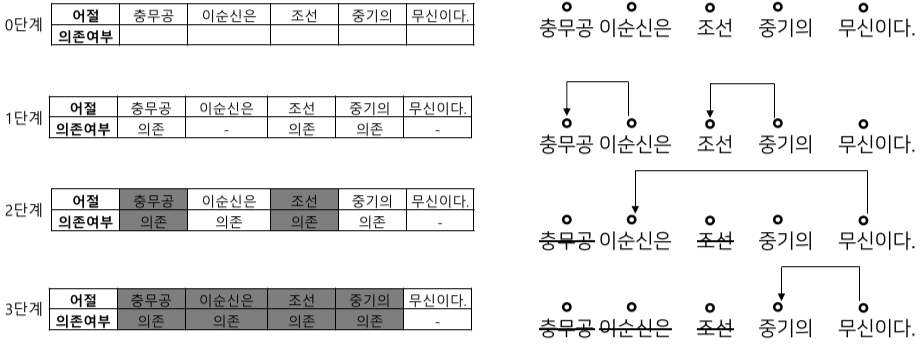 0단계
어절 충무공 이순신은 조선 중기의 무신이다.
의존여부
충무공 이순신은 조선 중기의 무신이다.
1단계
어절 충무공 이순신은 조선 중기의 무신이다.
의존여부 의존 - 의존 의존 -
충무공 이순신은 조선 중기의 무신이다.
2단계
어절 충무공 이순신은 조선 중기의 무신이다.
의존여부 의존 의존 의존 의존 -
충무공 이순신은 조선 중기의 무신이다.
3단계
어절 충무공 이순신은 조선 중기의 무신이다.
의존여부 의존 의존 의존 의존 -
충무공 이순신은 조선 중기의 무신이다.